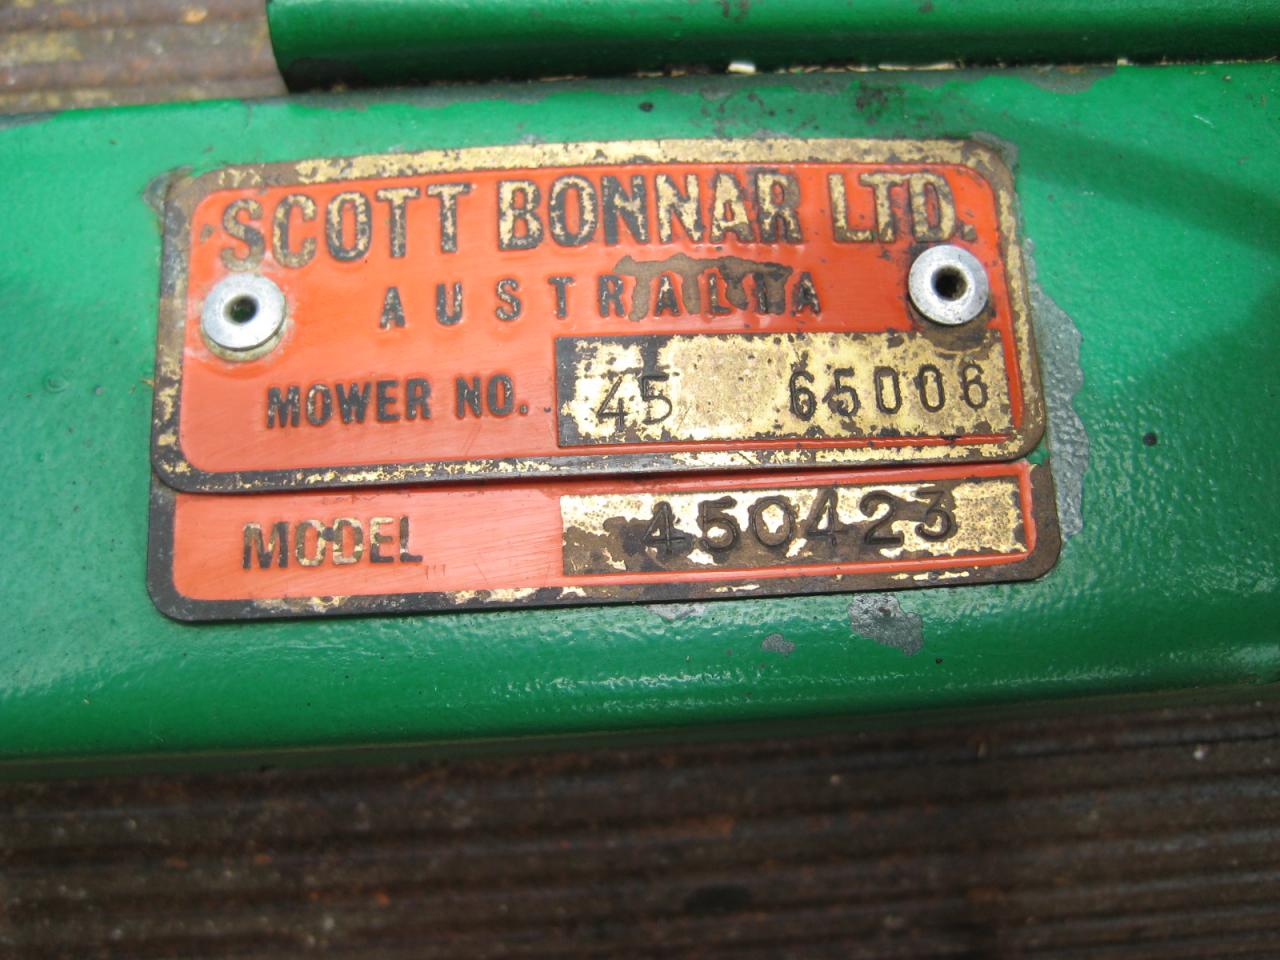 SCOTT BONNAR LTD.
AUSTRALIA
MOWER NO. 45 65006
MODEL 450423